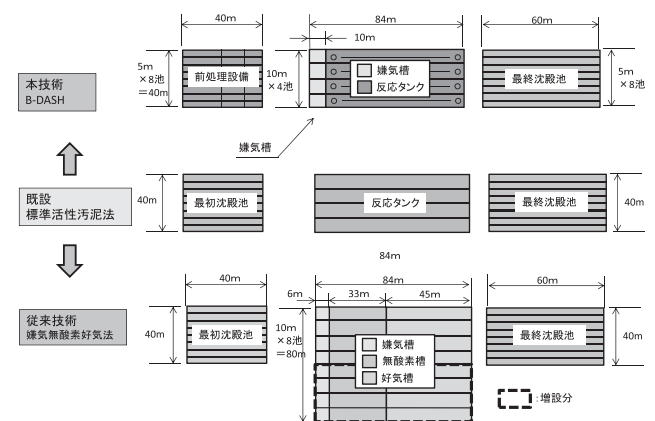 40m
84m
60m
10m
本技術
B-DASH
5m
×8池
＝40m
前処理設備
10m
×4池
嫌気槽
反応タンク
最終沈殿池
5m
×8池
嫌気槽
既設
標準活性汚泥法
40m
最初沈殿池
反応タンク
最終沈殿池
40m
84m
40m
84m
60m
6m
33m
45m
従来技術
嫌気無酸素好気法
40m
最初沈殿池
10m
×8池
＝80m
嫌気槽
無酸素槽
好気槽
最終沈殿池
40m
：増設分